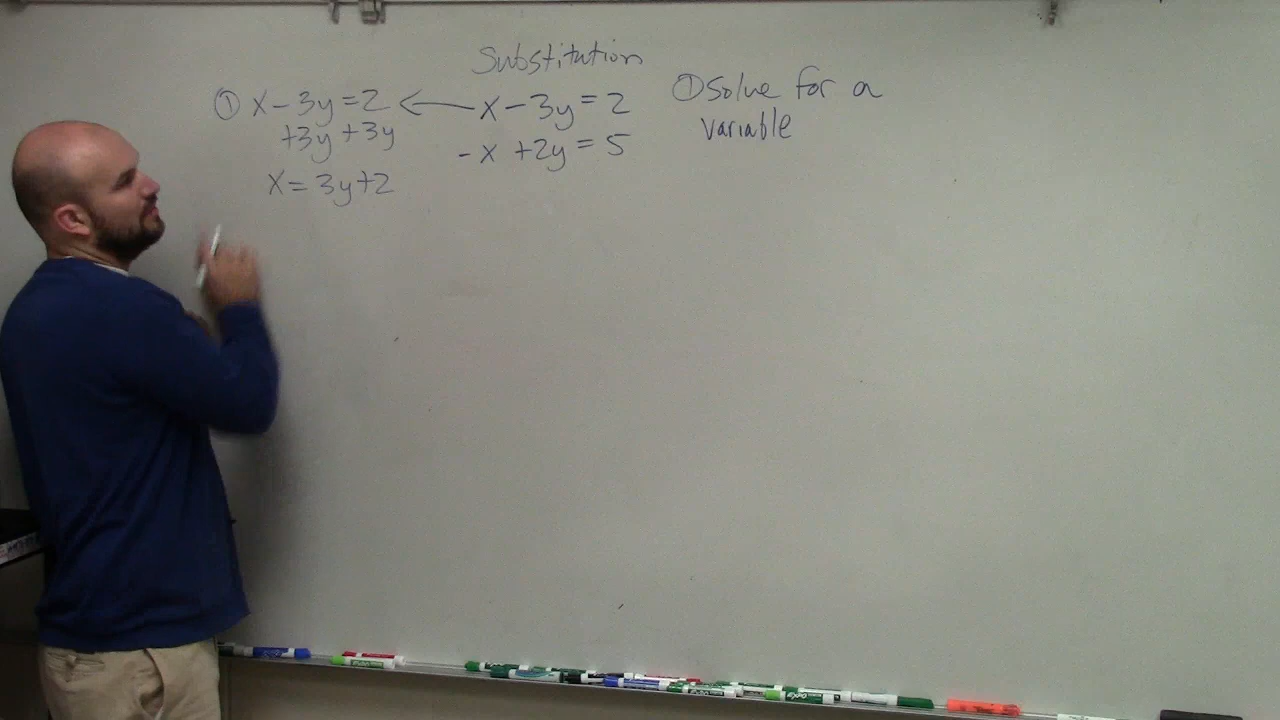 Substitution
① x - 3y = 2 ← x - 3y = 2
+3y +3y
-x + 2y = 5
x = 3y + 2
① Solve for a
variable